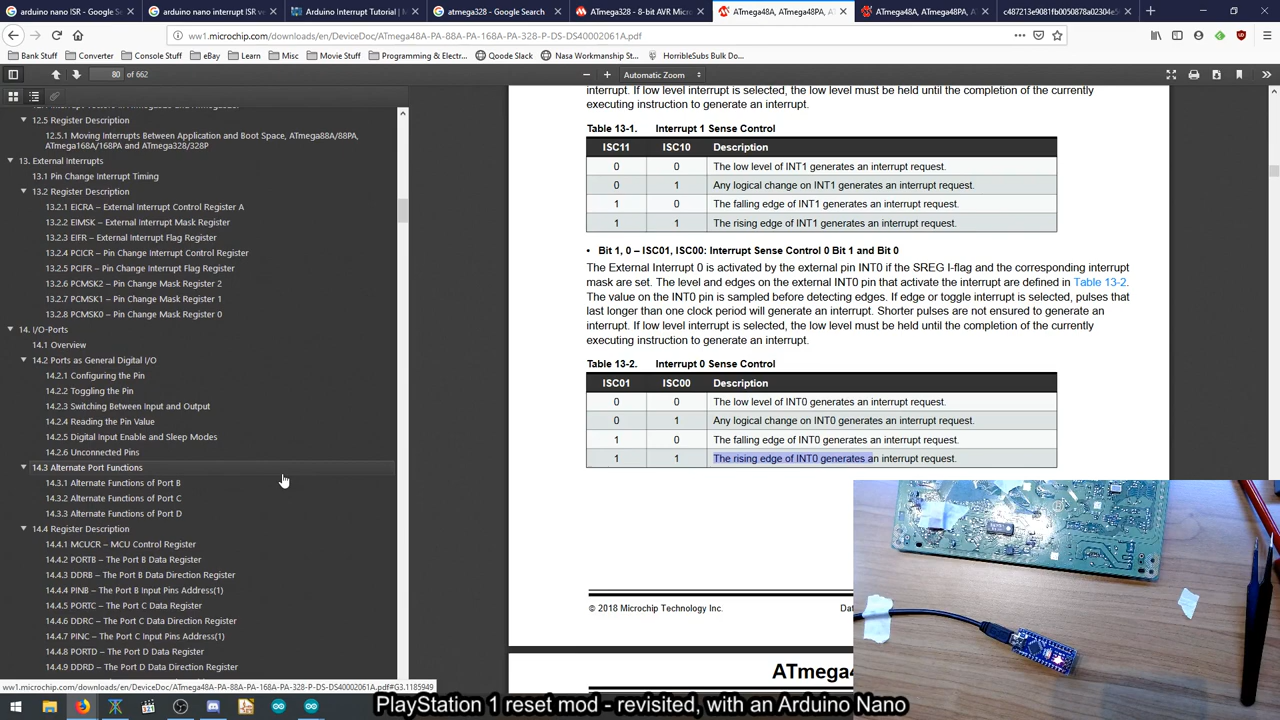 arduino nano interrupt ISR - Goo
arduino nano interrupt ISR ve
Arduino Interrupt Tutorial |
atmega328 - Google Search
ATmega328 - 8-bit AVR Micro
ATmega48A, ATmega48PA, A
ATmega48A, ATmega48PA,
c487213e9081fb0050878a02304e5
ww1.microchip.com/downloads/en/DeviceDoc/ATmega48A-PA-88A-PA-168A-PA-328-P-DS-DS40002061A.pdf
Bank Stuff
Converter
Console Stuff
eBay
Learn
Misc
Movie Stuff
Programming & Electr...
Qoode Slack
Nasa Workmanship St...
HorribleSubs Bulk Do...
80 of 662
Automatic Zoom
12.5 Register Description
12.5.1 Moving Interrupts Between Application and Boot Space, ATmega88A/88PA,
ATmega168A/168PA and ATmega328/328P
13. External Interrupts
13.1 Pin Change Interrupt Timing
13.2 Register Description
13.2.1 EICRA – External Interrupt Control Register A
13.2.2 EIMSK – External Interrupt Mask Register
13.2.3 EIFR – External Interrupt Flag Register
13.2.4 PCICR – Pin Change Interrupt Control Register
13.2.5 PCIFR – Pin Change Interrupt Flag Register
13.2.6 PCMSK2 – Pin Change Mask Register 2
13.2.7 PCMSK1 – Pin Change Mask Register 1
13.2.8 PCMSK0 – Pin Change Mask Register 0
14. I/O-Ports
14.1 Overview
14.2 Ports as General Digital I/O
14.2.1 Configuring the Pin
14.2.2 Toggling the Pin
14.2.3 Switching Between Input and Output
14.2.4 Reading the Pin Value
14.2.5 Digital Input Enable and Sleep Modes
14.2.6 Unconnected Pins
14.3 Alternate Port Functions
14.3.1 Alternate Functions of Port B
14.3.2 Alternate Functions of Port C
14.3.3 Alternate Functions of Port D
14.4 Register Description
14.4.1 MCUCR – MCU Control Register
14.4.2 PORTB – The Port B Data Register
14.4.3 DDRB – The Port B Data Direction Register
14.4.4 PINB – The Port B Input Pins Address(1)
14.4.5 PORTC – The Port C Data Register
14.4.6 DDRC – The Port C Data Direction Register
14.4.7 PINC – The Port C Input Pins Address(1)
14.4.8 PORTD – The Port D Data Register
14.4.9 DDRD – The Port D Data Direction Register
ww1.microchip.com/downloads/en/DeviceDoc/ATmega48A-PA-88A-PA-168A-PA-328-P-DS-DS40002061A.pdf#G3.1185949
interrupt. If low level interrupt is selected, the low level must be held until the completion of the currently
executing instruction to generate an interrupt.
Table 13-1. Interrupt 1 Sense Control
ISC11 ISC10 Description
0 0 The low level of INT1 generates an interrupt request.
0 1 Any logical change on INT1 generates an interrupt request.
1 0 The falling edge of INT1 generates an interrupt request.
1 1 The rising edge of INT1 generates an interrupt request.
• Bit 1, 0 – ISC01, ISC00: Interrupt Sense Control 0 Bit 1 and Bit 0
The External Interrupt 0 is activated by the external pin INT0 if the SREG I-flag and the corresponding interrupt
mask are set. The level and edges on the external INT0 pin that activate the interrupt are defined in Table 13-2.
The value on the INT0 pin is sampled before detecting edges. If edge or toggle interrupt is selected, pulses that
last longer than one clock period will generate an interrupt. Shorter pulses are not ensured to generate an
interrupt. If low level interrupt is selected, the low level must be held until the completion of the currently
executing instruction to generate an interrupt.
Table 13-2. Interrupt 0 Sense Control
ISC01 ISC00 Description
0 0 The low level of INT0 generates an interrupt request.
0 1 Any logical change on INT0 generates an interrupt request.
1 0 The falling edge of INT0 generates an interrupt request.
1 1 The rising edge of INT0 generates an interrupt request.
© 2018 Microchip Technology Inc.
Dat
ATmega4
PlayStation 1 reset mod - revisited, with an Arduino Nano